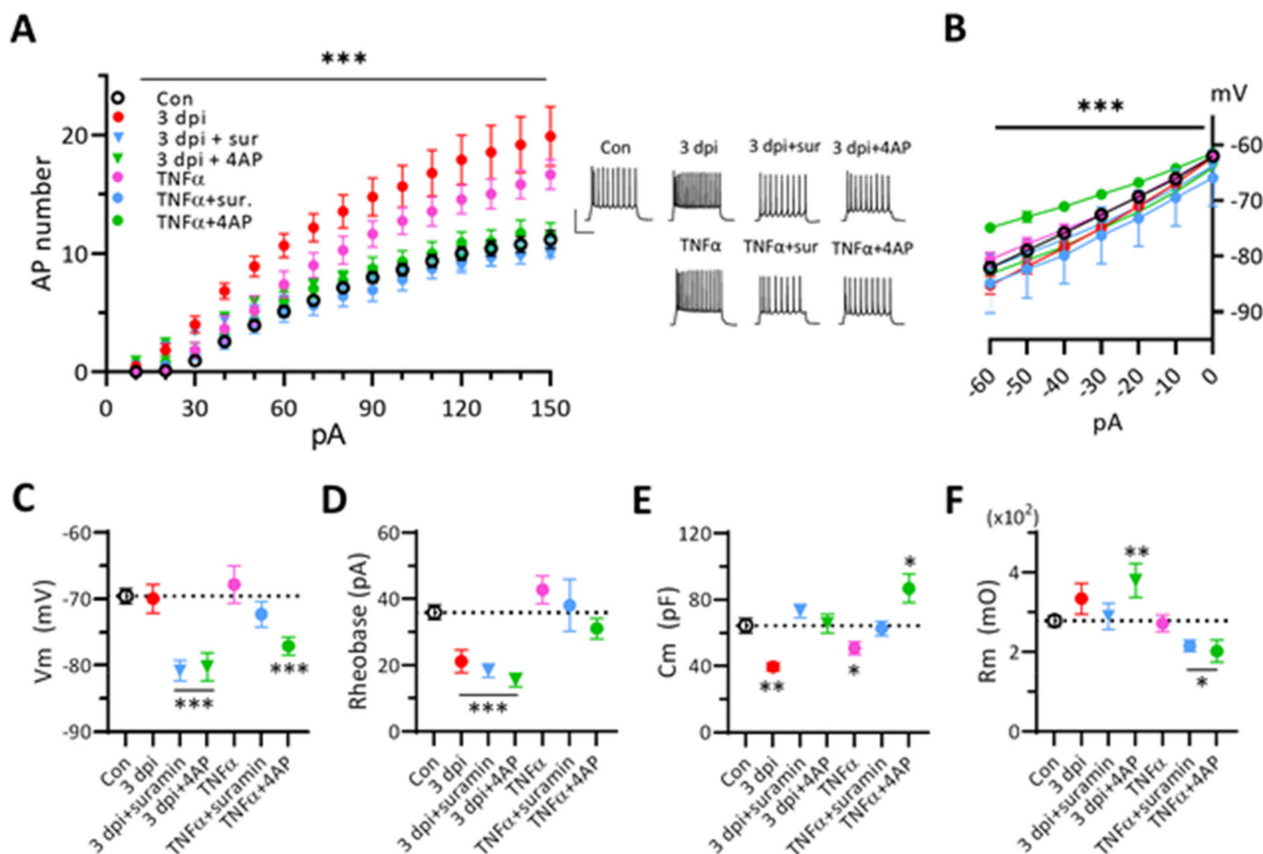 A
***
Con
3 dpi
3 dpi + sur
3 dpi + 4AP
TNFα
TNFα+sur.
TNFα+4AP
AP number
20
10
0
0 30 60 90 120 150
pA
Con 3 dpi 3 dpi+sur 3 dpi+4AP
TNFα TNFα+sur TNFα+4AP
B
***
mV
-60
-70
-80
-90
-60 -50 -40 -30 -20 -10 0
pA
C
Vm (mV)
-60
-70
-80
-90
***
***
Con 3 dpi 3 dpi+suramin 3 dpi+4AP TNFα TNFα+suramin TNFα+4AP
D
Rheobase (pA)
60
40
20
0
***
Con 3 dpi 3 dpi+suramin 3 dpi+4AP TNFα TNFα+suramin TNFα+4AP
E
Cm (pF)
120
80
40
0
**
*
*
Con 3 dpi 3 dpi+suramin 3 dpi+4AP TNFα TNFα+suramin TNFα+4AP
F
(x10²)
Rm (mO)
4
2
0
**
*
Con 3 dpi 3 dpi+suramin 3 dpi+4AP TNFα TNFα+suramin TNFα+4AP